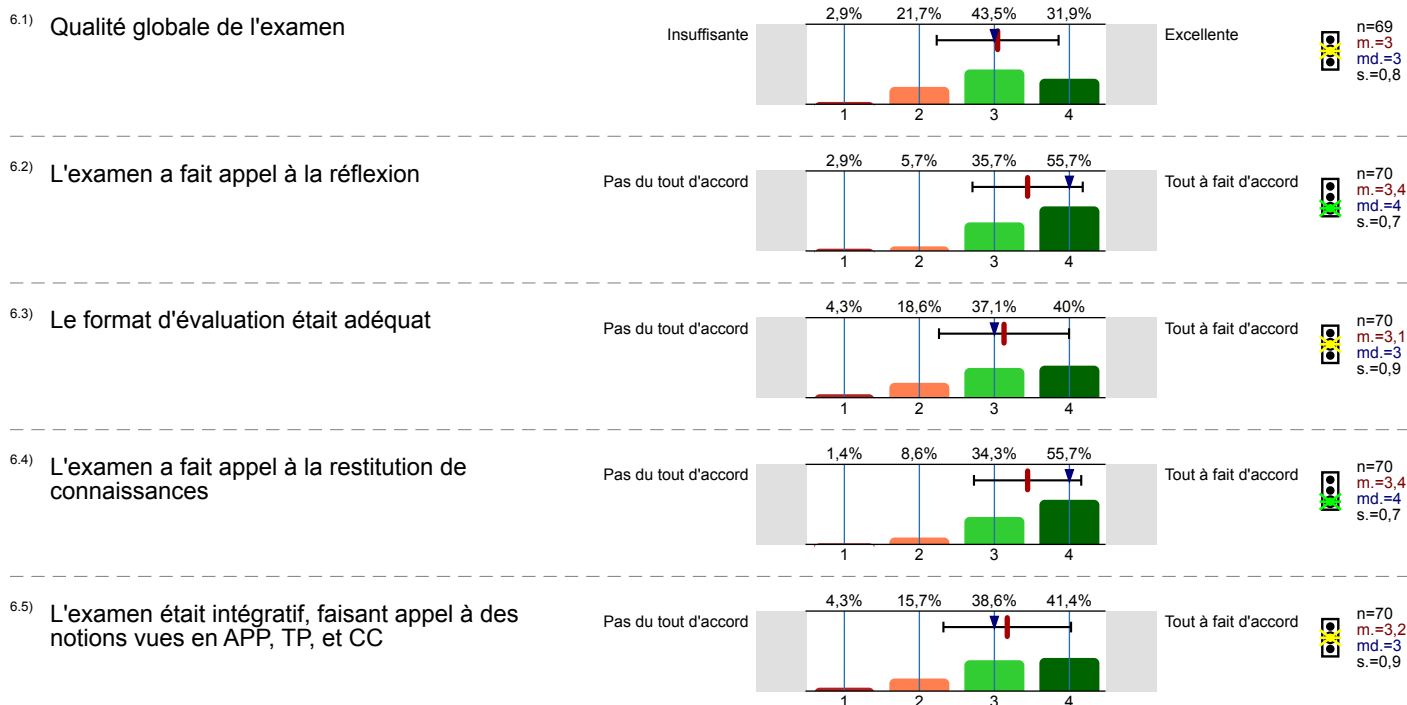 6.1) Qualité globale de l'examen
2,9% 21,7% 43,5% 31,9%
Insuffisante
Excellente
n=69
m.=3
md.=3
s.=0,8
1 2 3 4
6.2) L'examen a fait appel à la réflexion
2,9% 5,7% 35,7% 55,7%
Pas du tout d'accord
Tout à fait d'accord
n=70
m.=3,4
md.=4
s.=0,7
1 2 3 4
6.3) Le format d'évaluation était adéquat
4,3% 18,6% 37,1% 40%
Pas du tout d'accord
Tout à fait d'accord
n=70
m.=3,1
md.=3
s.=0,9
1 2 3 4
6.4) L'examen a fait appel à la restitution de
connaissances
1,4% 8,6% 34,3% 55,7%
Pas du tout d'accord
Tout à fait d'accord
n=70
m.=3,4
md.=4
s.=0,7
1 2 3 4
6.5) L'examen était intégratif, faisant appel à des
notions vues en APP, TP, et CC
4,3% 15,7% 38,6% 41,4%
Pas du tout d'accord
Tout à fait d'accord
n=70
m.=3,2
md.=3
s.=0,9
1 2 3 4